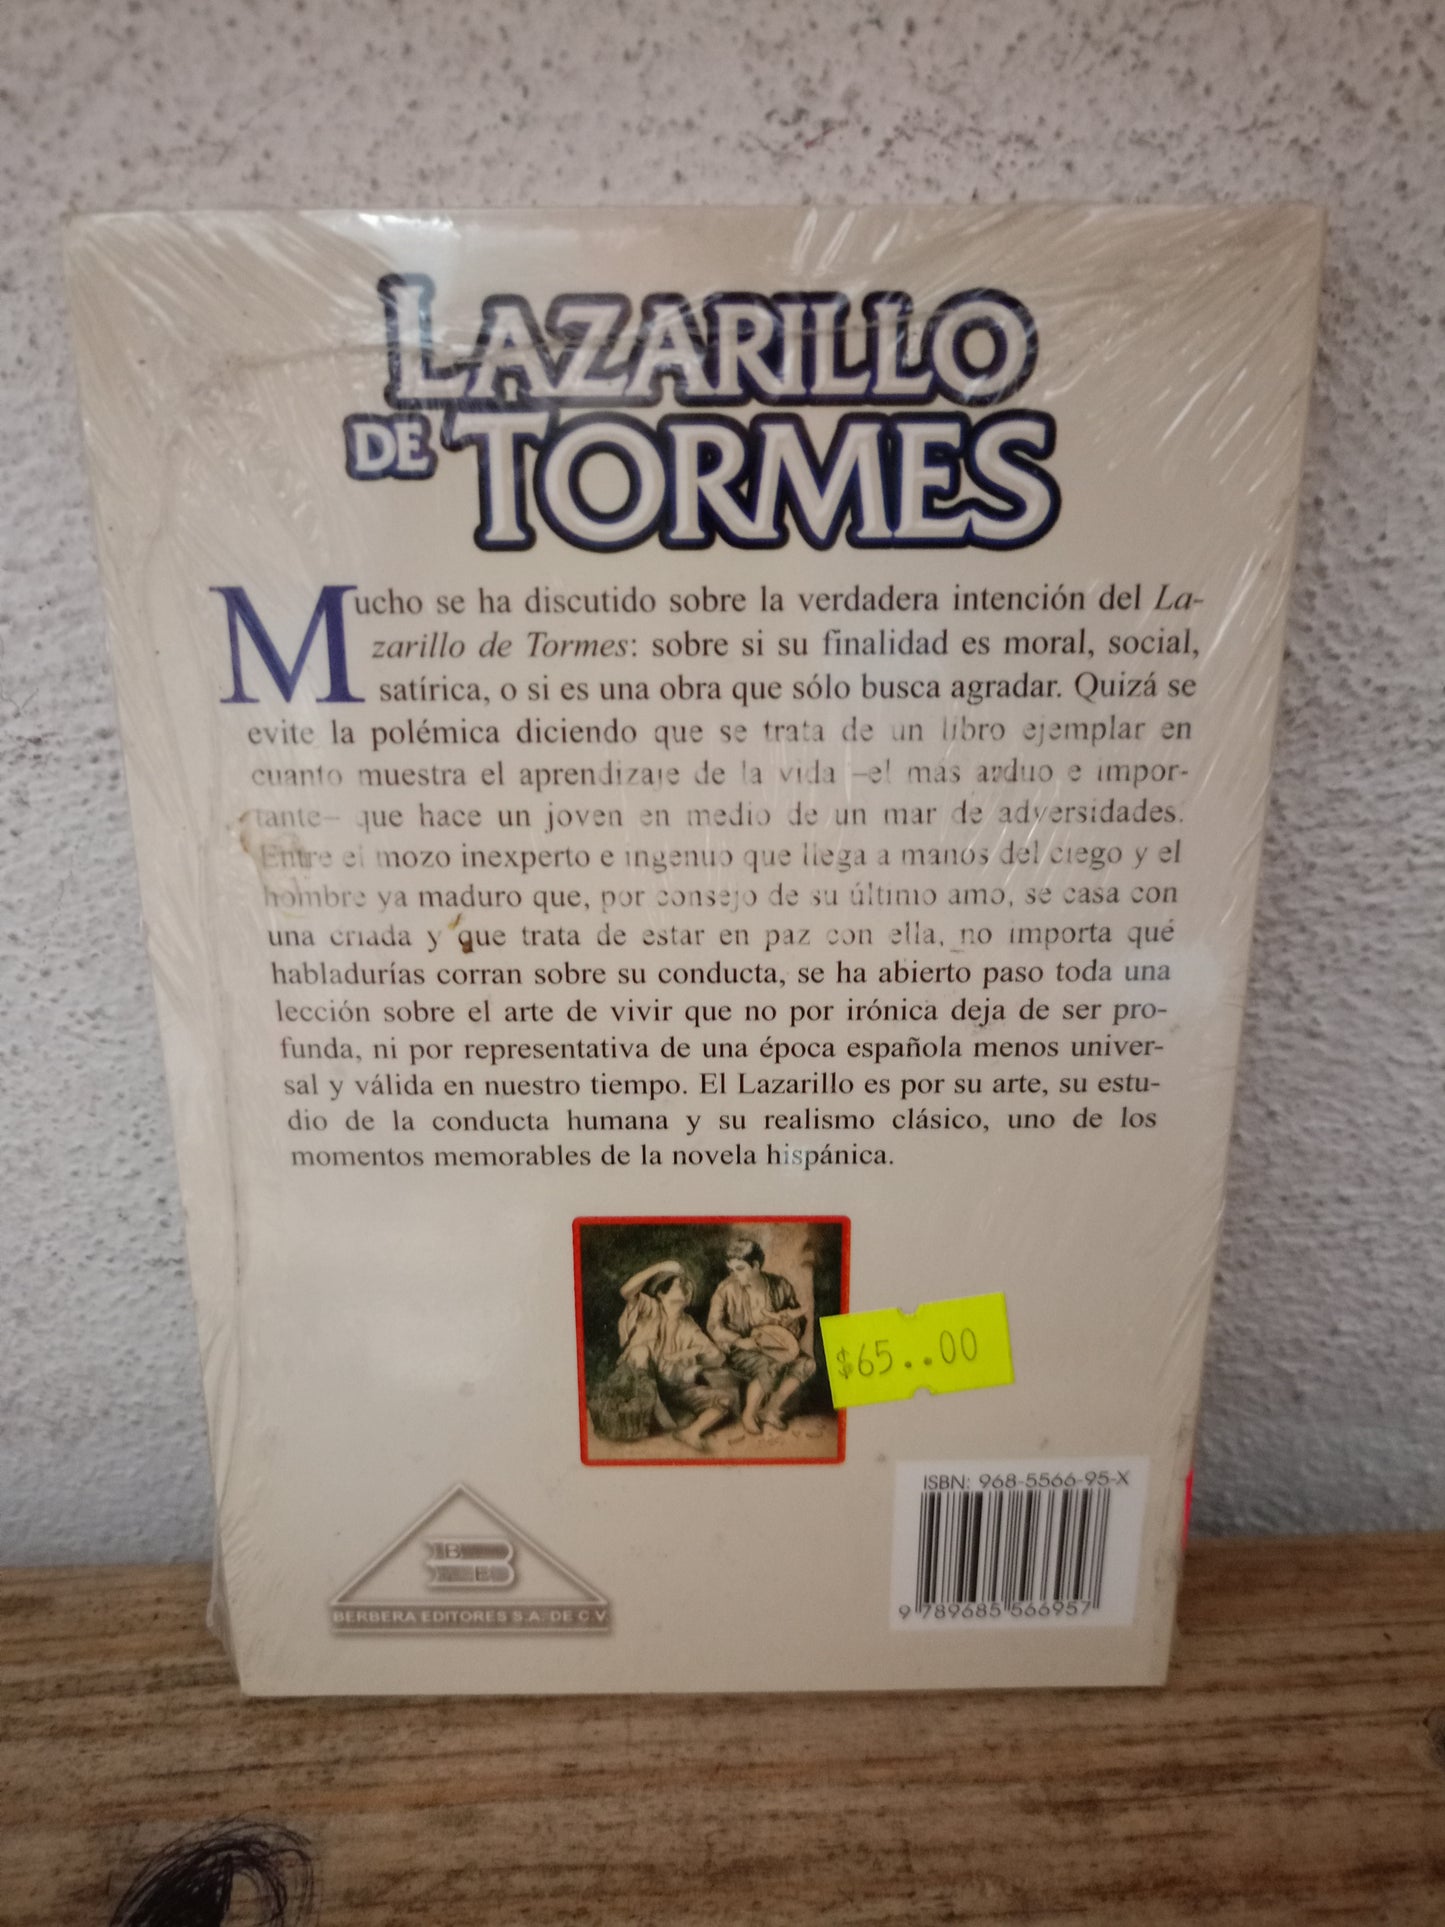 LAZARILLO
DE TORMES
Mucho se ha discutido sobre la verdadera intención del La-
zarillo de Tormes: sobre si su finalidad es moral, social,
satírica, o si es una obra que sólo busca agradar. Quizá se
evite la polémica diciendo que se trata de un libro ejemplar en
cuanto muestra el aprendizaje de la vida –el más arduo e impor-
tante– que hace un joven en medio de un mar de adversidades.
Entre el mozo inexperto e ingenuo que llega a manos del ciego y el
hombre ya maduro que, por consejo de su último amo, se casa con
una criada y que trata de estar en paz con ella, no importa qué
habladurías corran sobre su conducta, se ha abierto paso toda una
lección sobre el arte de vivir que no por irónica deja de ser pro-
funda, ni por representativa de una época española menos univer-
sal y válida en nuestro tiempo. El Lazarillo es por su arte, su estu-
dio de la conducta humana y su realismo clásico, uno de los
momentos memorables de la novela hispánica.
$65..00
ISBN: 968-5566-95-X
9 789685 566957
B
E
BERBERA EDITORES S.A. DE C.V.